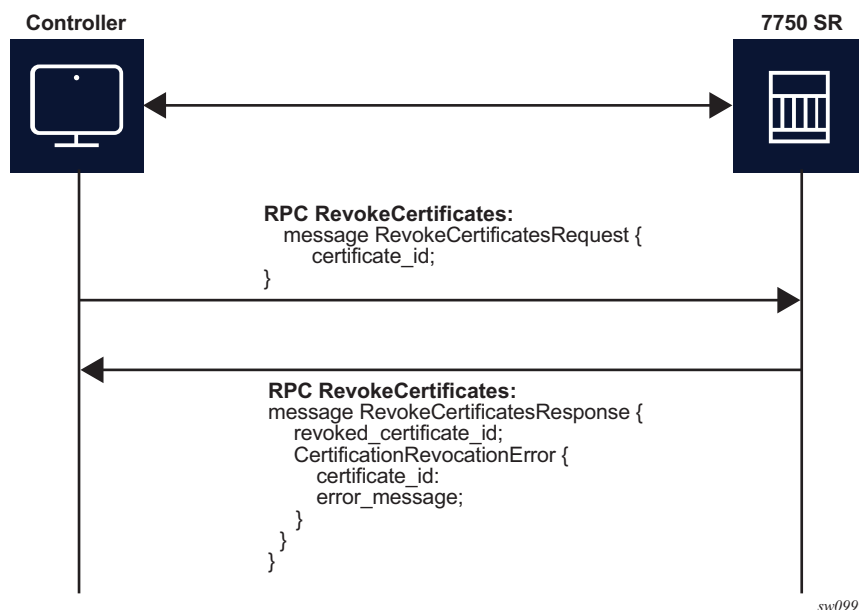 Controller
7750 SR
RPC RevokeCertificates:
message RevokeCertificatesRequest {
certificate_id;
}
RPC RevokeCertificates:
message RevokeCertificatesResponse {
revoked_certificate_id;
CertificationRevocationError {
certificate_id:
error_message;
}
}
}
sw099